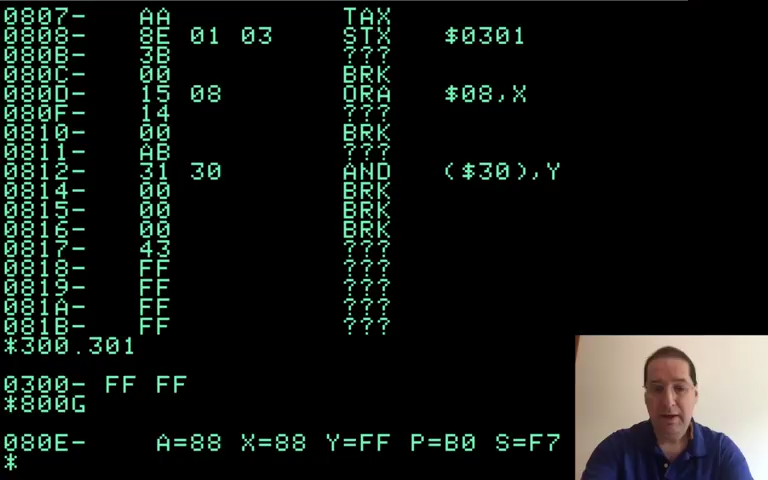 0807-   AA          TAX
0808-   8E 01 03    STX   $0301
080B-   3B          ???
080C-   00          BRK
080D-   15 08       ORA   $08,X
080F-   14          ???
0810-   00          BRK
0811-   AB          ???
0812-   31 30       AND   ($30),Y
0814-   00          BRK
0815-   00          BRK
0816-   00          BRK
0817-   43          ???
0818-   FF          ???
0819-   FF          ???
081A-   FF          ???
081B-   FF          ???
*300.301
0300- FF FF
*800G
080E-   A=88 X=88 Y=FF P=B0 S=F7
*